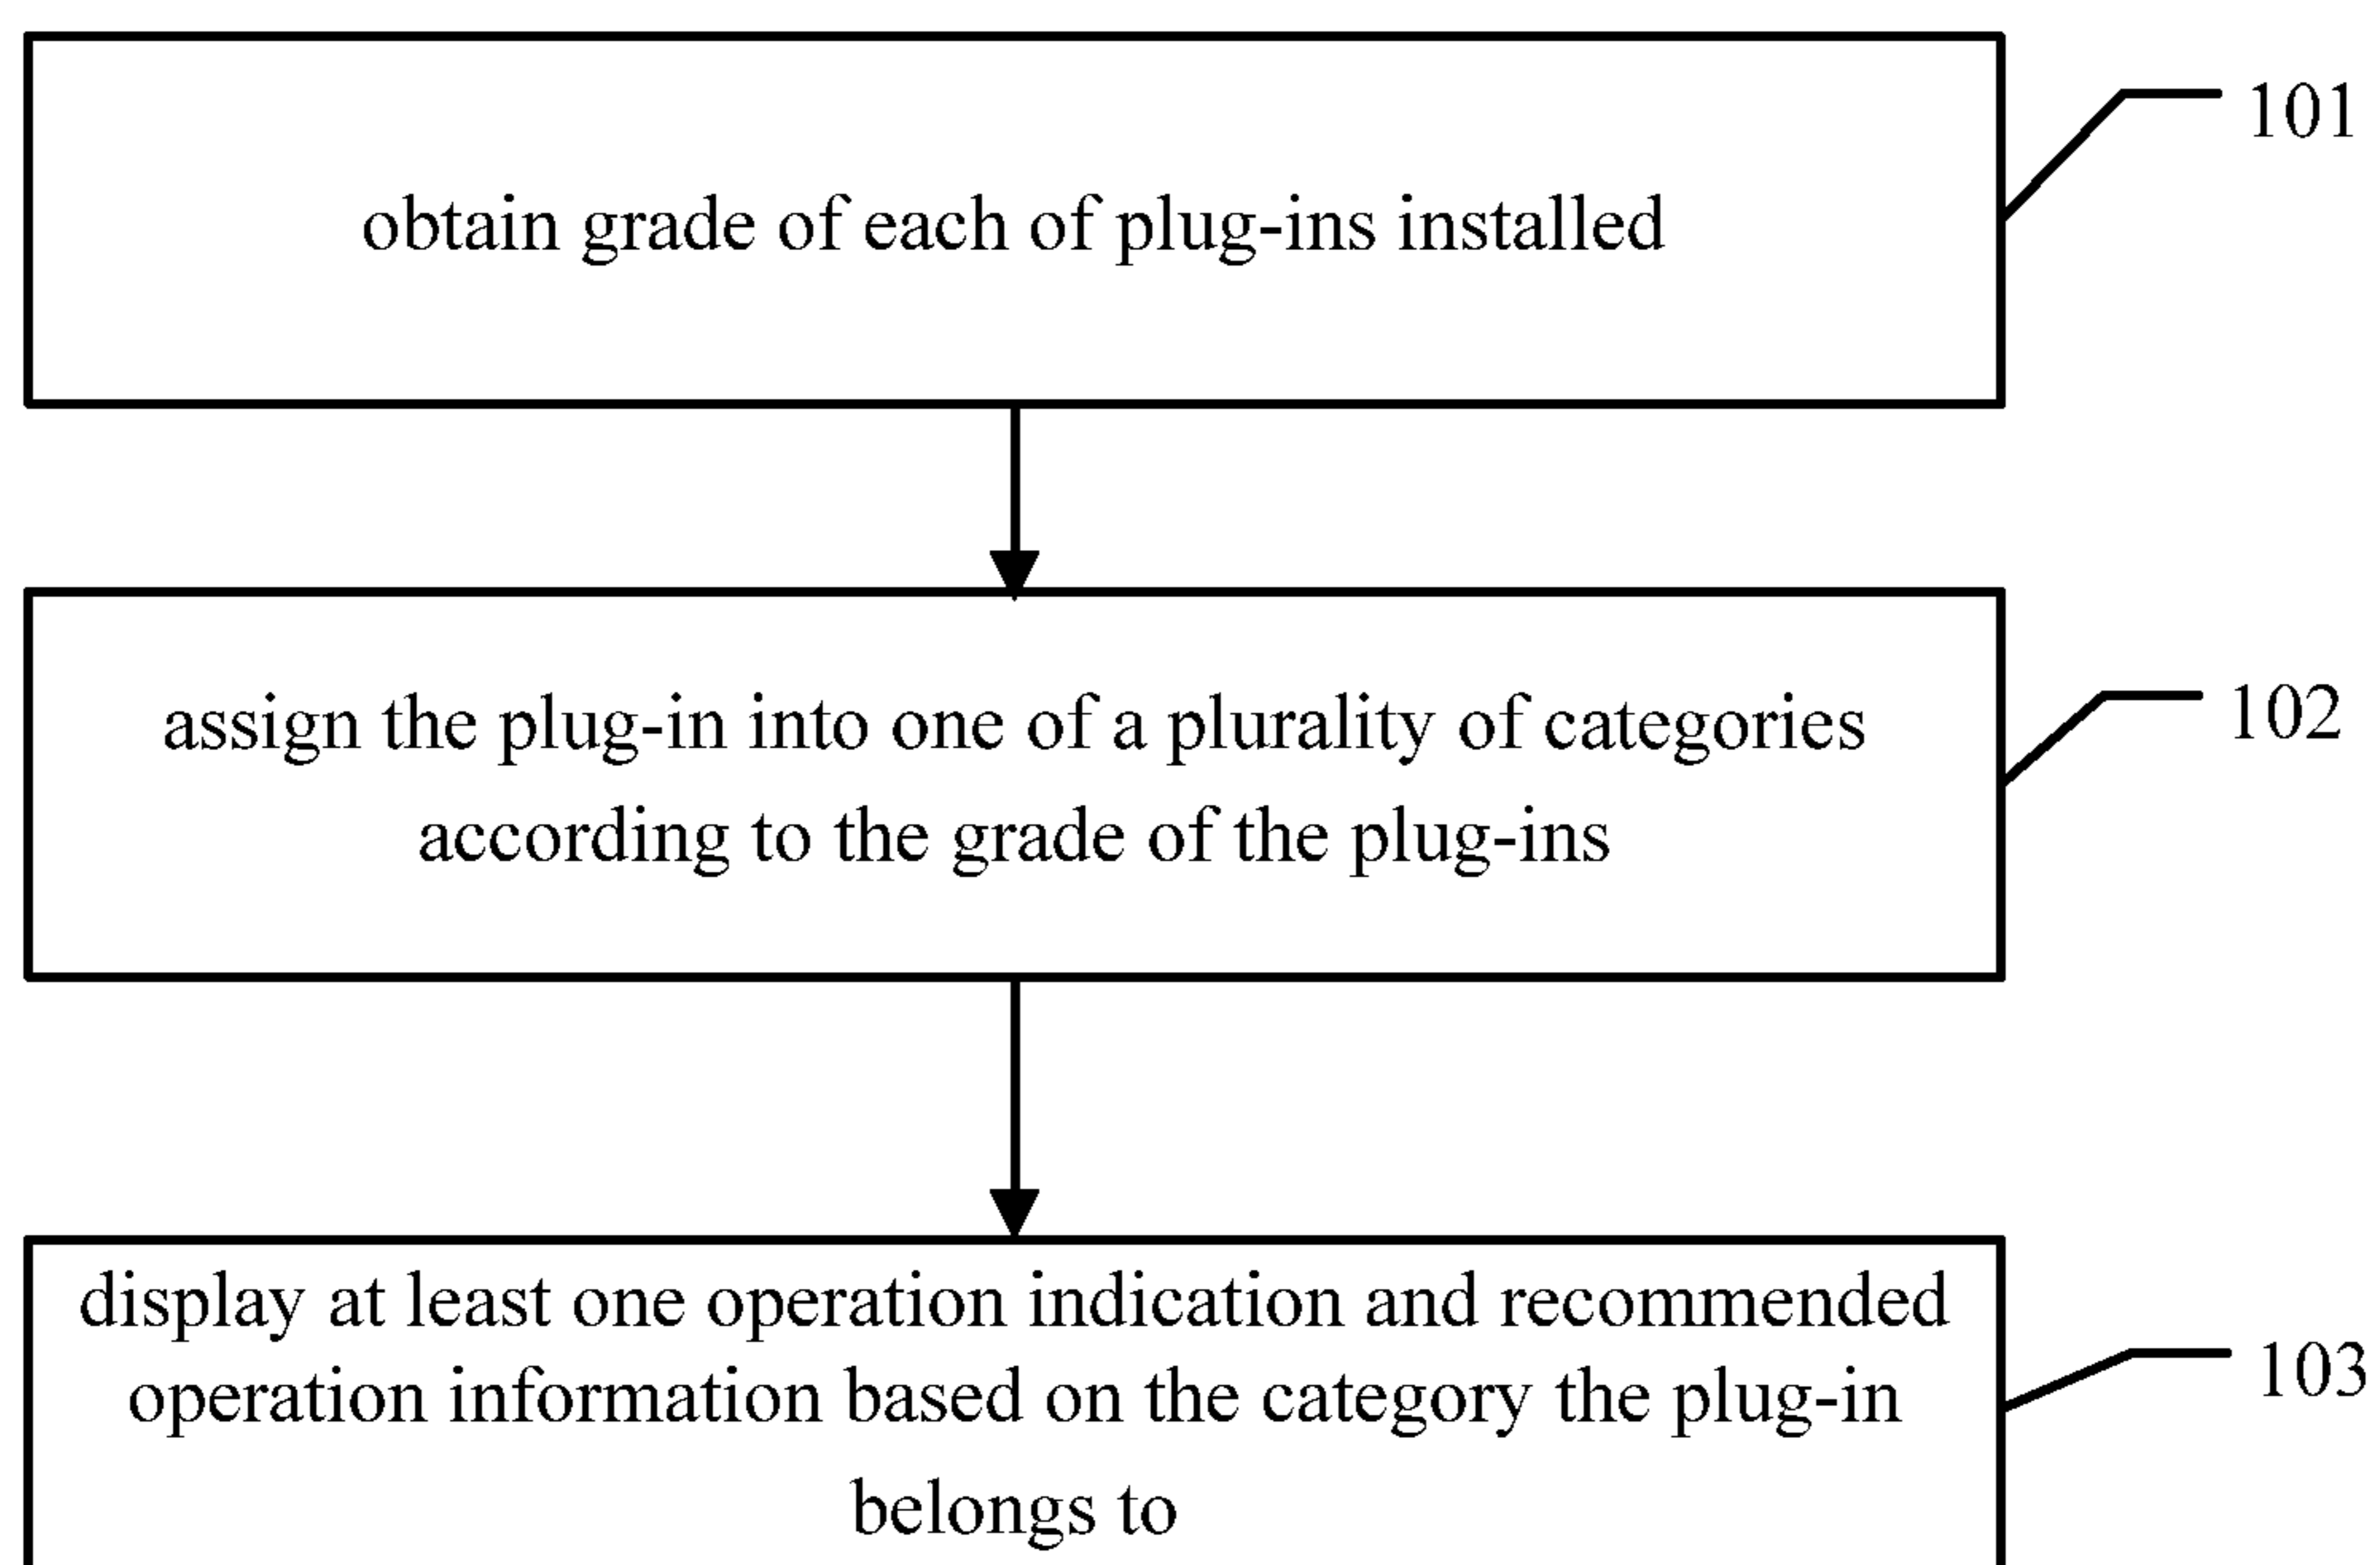 obtain grade of each of plug-ins installed
101
assign the plug-in into one of a plurality of categories
according to the grade of the plug-ins
102
display at least one operation indication and recommended
operation information based on the category the plug-in
belongs to
103